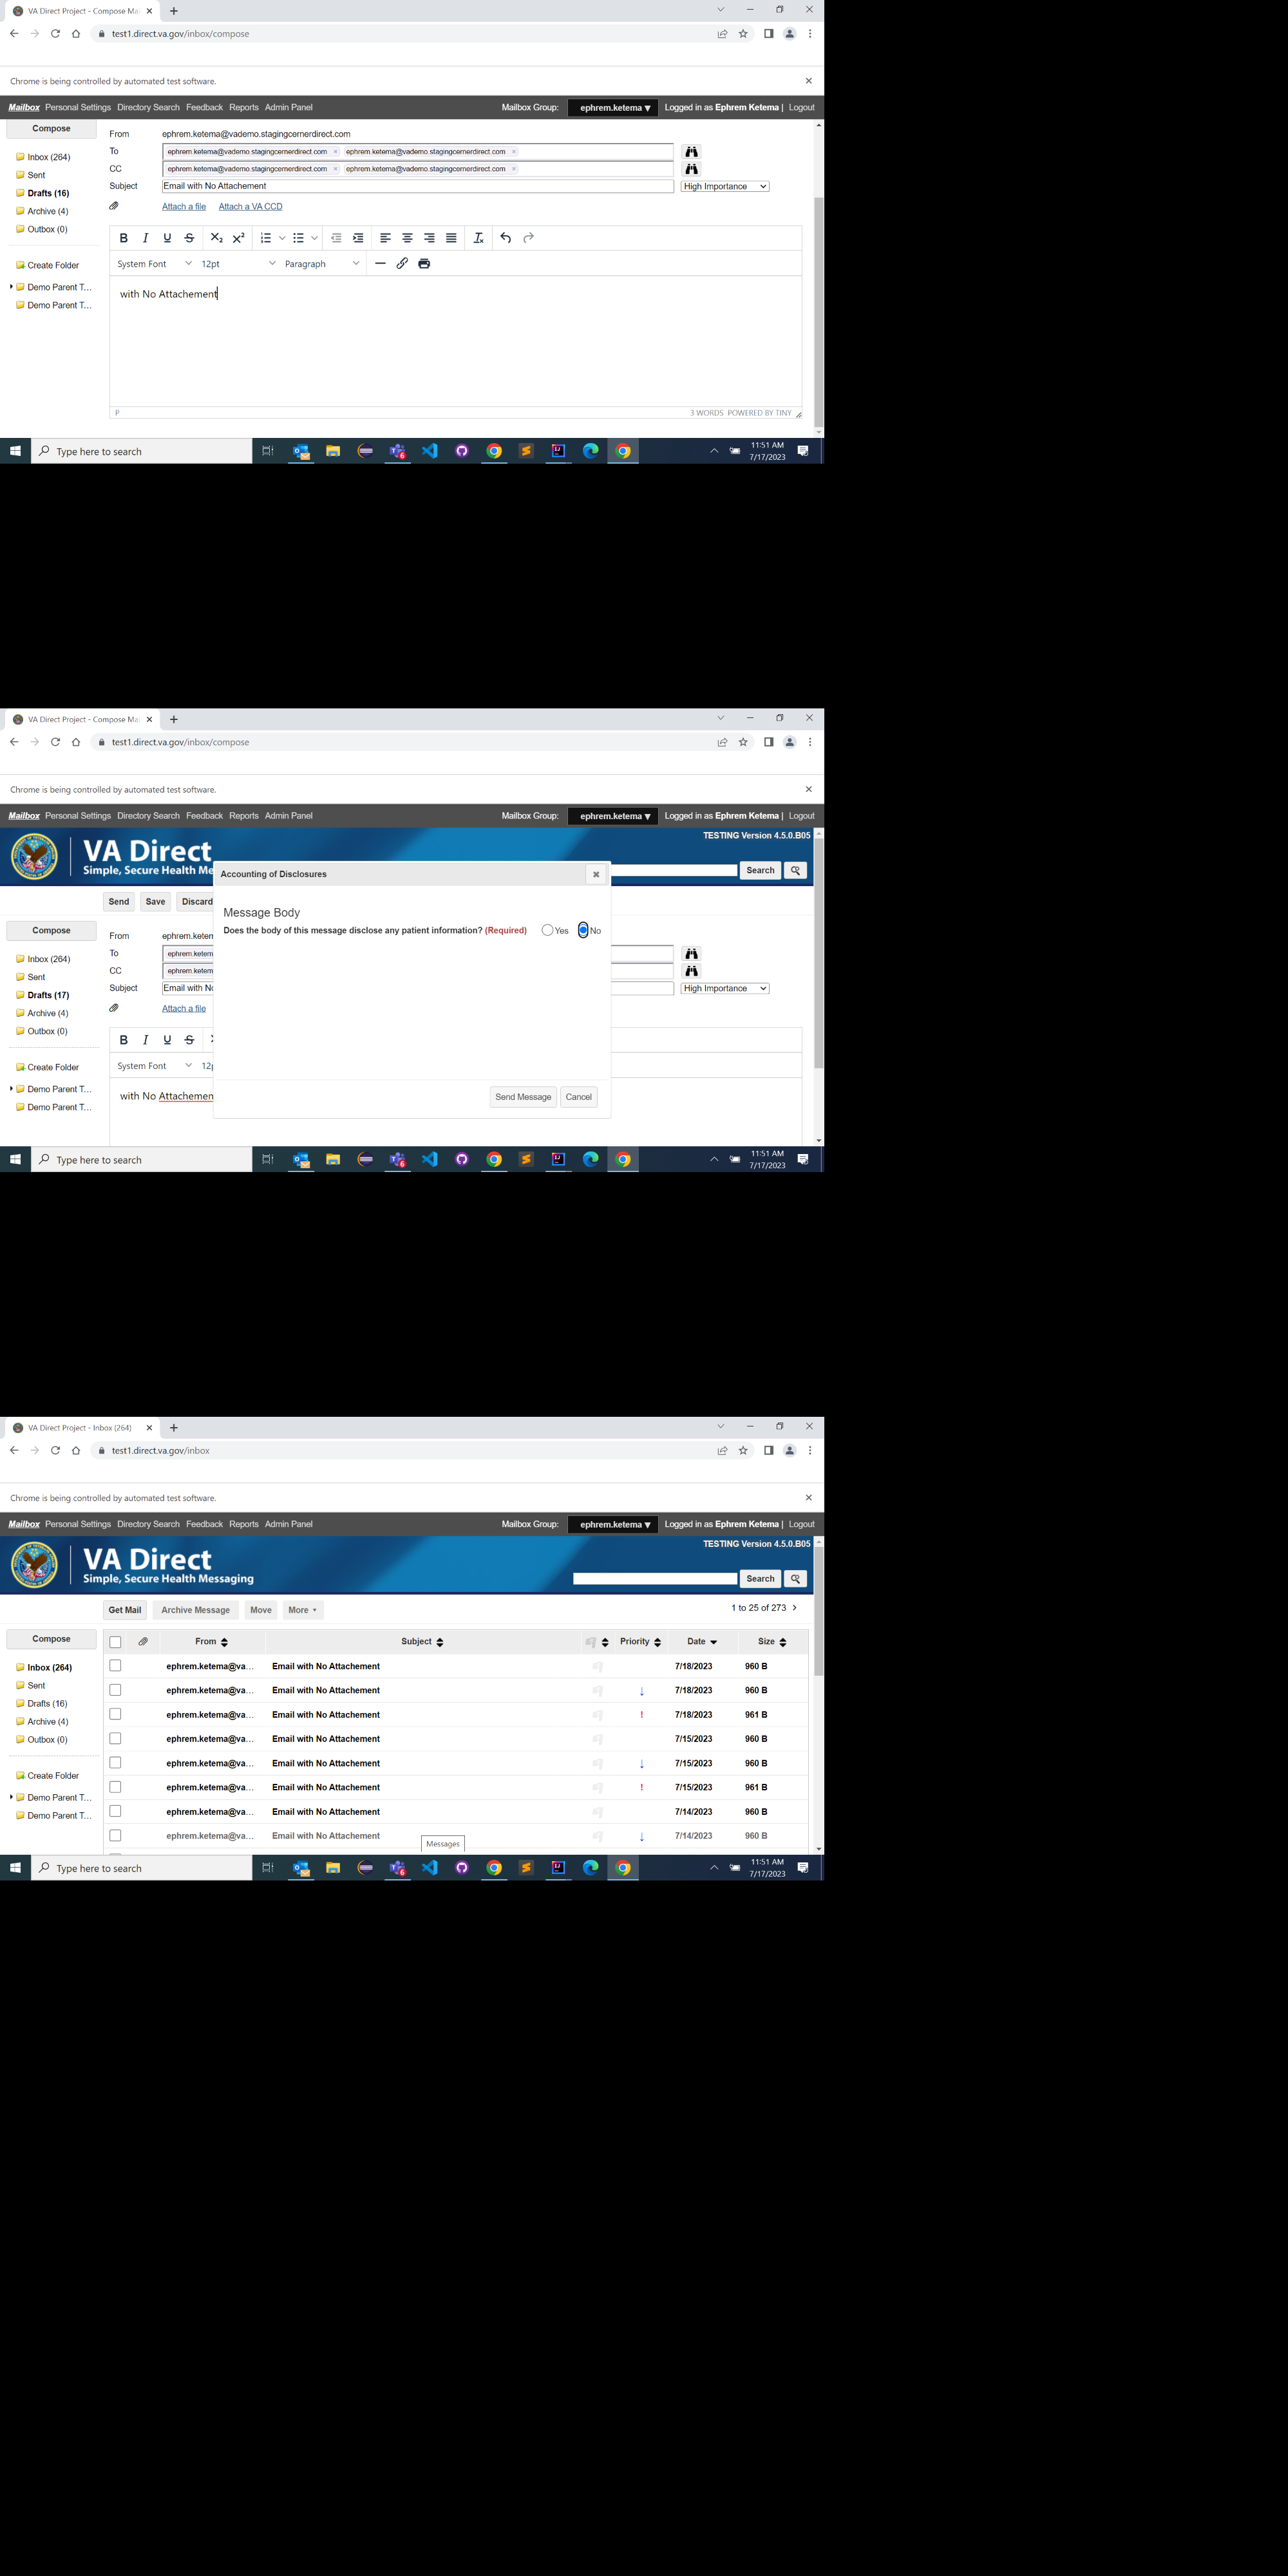 VA Direct Project - Compose Mai
test1.direct.va.gov/inbox/compose
Chrome is being controlled by automated test software.
Mailbox Personal Settings Directory Search Feedback Reports Admin Panel Mailbox Group: ephrem.ketema ▼ Logged in as Ephrem Ketema | Logout
Compose
From ephrem.ketema@vademo.stagingcernerdirect.com
To ephrem.ketema@vademo.stagingcernerdirect.com × ephrem.ketema@vademo.stagingcernerdirect.com ×
Inbox (264)
CC ephrem.ketema@vademo.stagingcernerdirect.com × ephrem.ketema@vademo.stagingcernerdirect.com ×
Sent
Subject Email with No Attachement High Importance
Drafts (16)
Attach a file Attach a VA CCD
Archive (4)
Outbox (0)
Create Folder
System Font 12pt Paragraph
Demo Parent T...
with No Attachement
Demo Parent T...
P 3 WORDS POWERED BY TINY
Type here to search 11:51 AM
7/17/2023
VA Direct Project - Compose Mai
test1.direct.va.gov/inbox/compose
Chrome is being controlled by automated test software.
Mailbox Personal Settings Directory Search Feedback Reports Admin Panel Mailbox Group: ephrem.ketema ▼ Logged in as Ephrem Ketema | Logout
TESTING Version 4.5.0.B05
VA Direct
Simple, Secure Health Me
Search
Accounting of Disclosures
Send Save Discard
Message Body
Does the body of this message disclose any patient information? (Required) Yes No
Compose
From ephrem.keter
To ephrem.ketem
Inbox (264)
CC ephrem.ketem
Sent
Subject Email with No High Importance
Drafts (17)
Attach a file
Archive (4)
Outbox (0)
Create Folder
System Font 12p
Demo Parent T...
with No Attachemen
Send Message Cancel
Demo Parent T...
Type here to search 11:51 AM
7/17/2023
VA Direct Project - Inbox (264)
test1.direct.va.gov/inbox
Chrome is being controlled by automated test software.
Mailbox Personal Settings Directory Search Feedback Reports Admin Panel Mailbox Group: ephrem.ketema ▼ Logged in as Ephrem Ketema | Logout
TESTING Version 4.5.0.B05
VA Direct
Simple, Secure Health Messaging
Search
Get Mail Archive Message Move More 1 to 25 of 273
Compose
From Subject Priority Date Size
Inbox (264)
ephrem.ketema@va... Email with No Attachement 7/18/2023 960 B
Sent
ephrem.ketema@va... Email with No Attachement ↓ 7/18/2023 960 B
Drafts (16)
ephrem.ketema@va... Email with No Attachement ! 7/18/2023 961 B
Archive (4)
Outbox (0)
ephrem.ketema@va... Email with No Attachement 7/15/2023 960 B
ephrem.ketema@va... Email with No Attachement ↓ 7/15/2023 960 B
Create Folder
ephrem.ketema@va... Email with No Attachement ! 7/15/2023 961 B
Demo Parent T...
ephrem.ketema@va... Email with No Attachement 7/14/2023 960 B
Demo Parent T...
ephrem.ketema@va... Email with No Attachement ↓ 7/14/2023 960 B
Messages
Type here to search 11:51 AM
7/17/2023